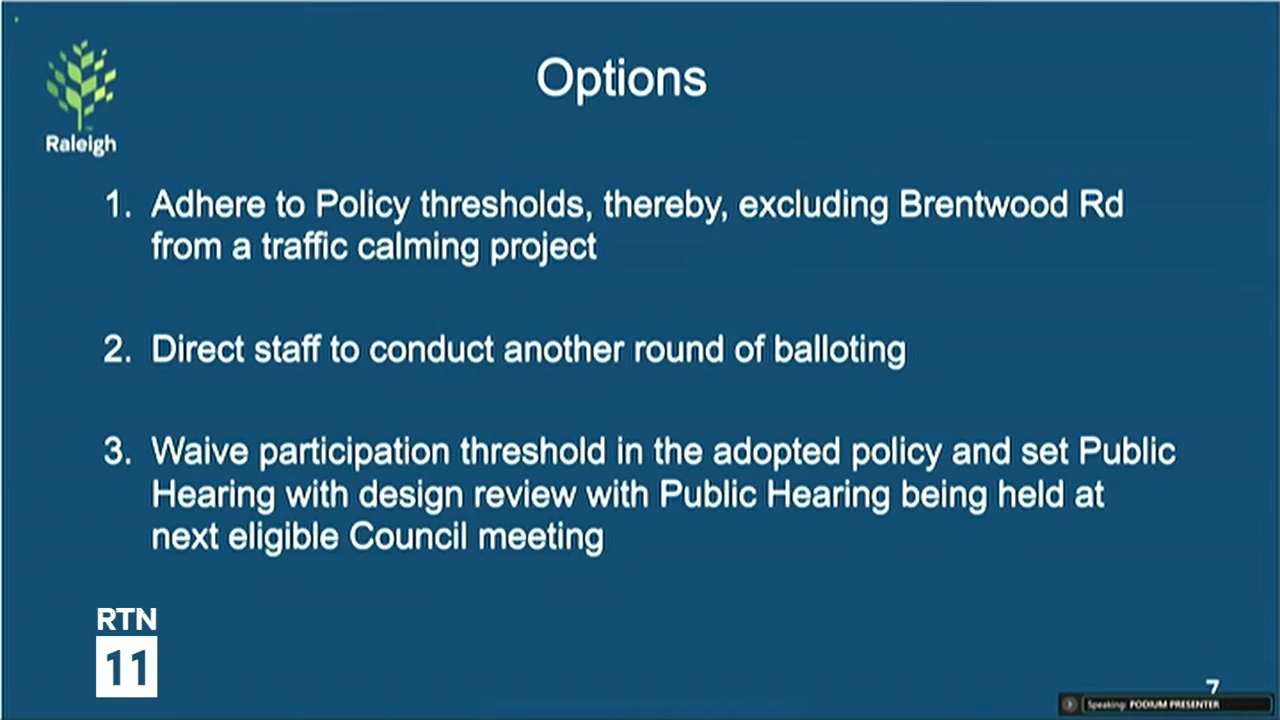 Options
Raleigh
1. Adhere to Policy thresholds, thereby, excluding Brentwood Rd
from a traffic calming project
2. Direct staff to conduct another round of balloting
3. Waive participation threshold in the adopted policy and set Public
Hearing with design review with Public Hearing being held at
next eligible Council meeting
RTN
11
7
Speaking: PODIUM PRESENTER